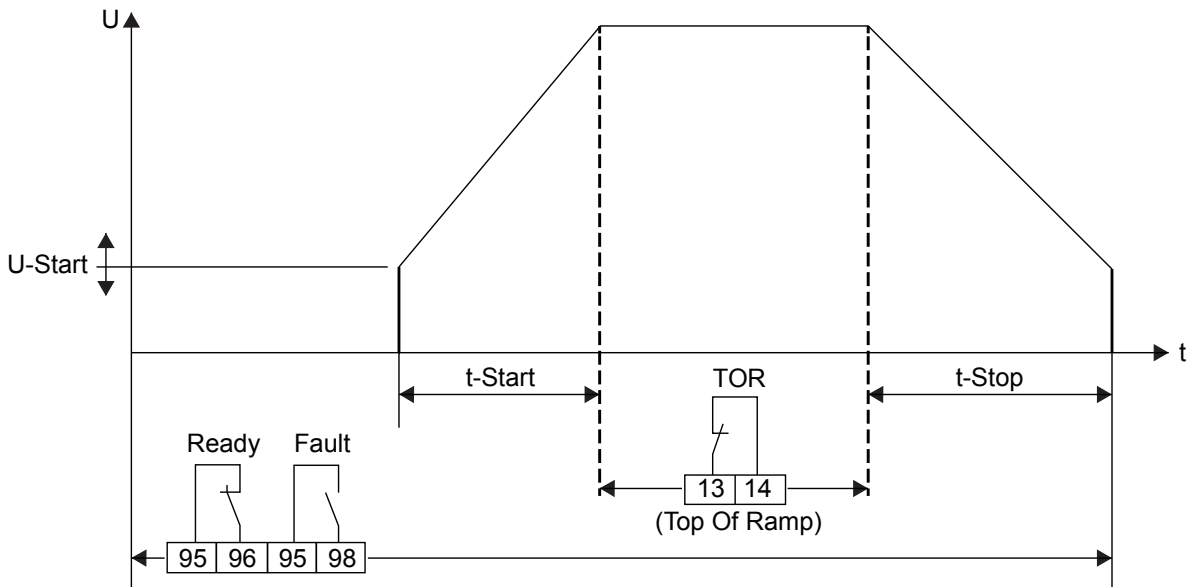 U
U-Start
t
t-Start
TOR
t-Stop
Ready Fault
13 14
(Top Of Ramp)
95 96 95 98